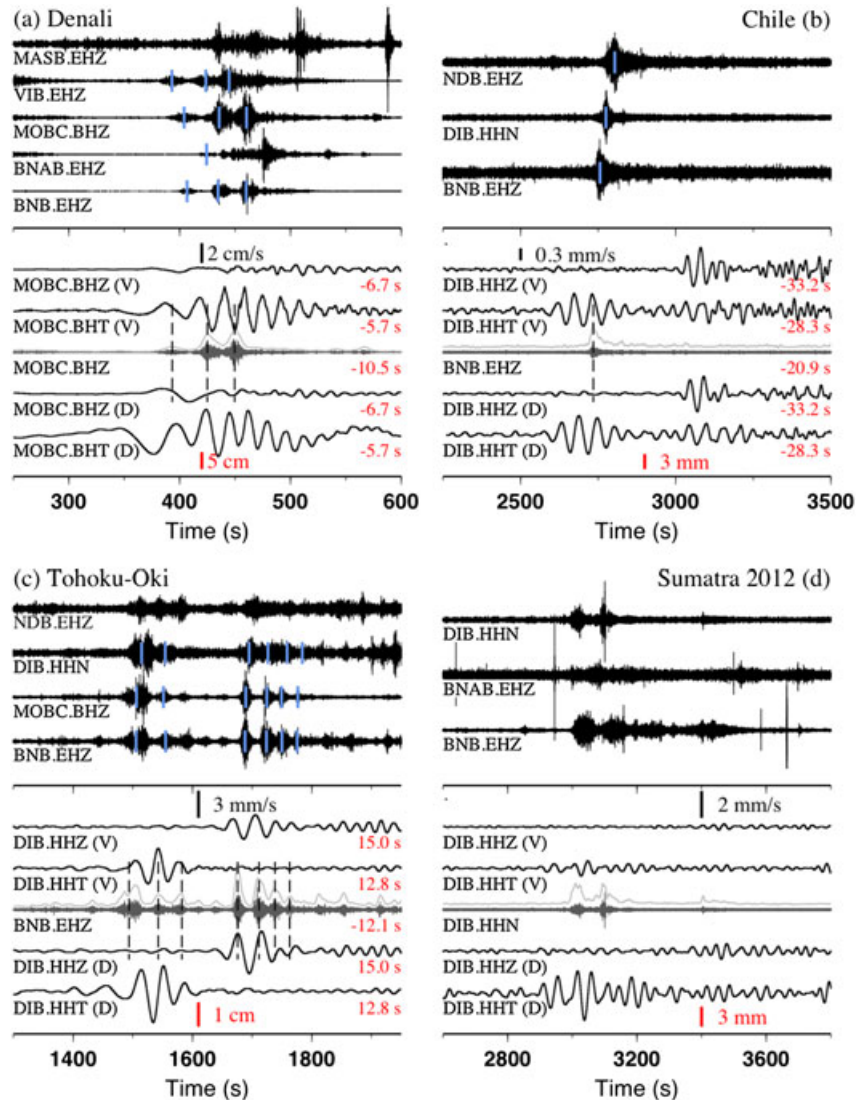 (a) Denali
MASB.EHZ
VIB.EHZ
MOBC.BHZ
BNAB.EHZ
BNB.EHZ
2 cm/s
MOBC.BHZ (V) -6.7 s
MOBC.BHT (V) -5.7 s
MOBC.BHZ -10.5 s
MOBC.BHZ (D) -6.7 s
MOBC.BHT (D) -5.7 s
5 cm
300 400 500 600
Time (s)
Chile (b)
NDB.EHZ
DIB.HHN
BNB.EHZ
0.3 mm/s
DIB.HHZ (V) -33.2 s
DIB.HHT (V) -28.3 s
BNB.EHZ -20.9 s
DIB.HHZ (D) -33.2 s
DIB.HHT (D) -28.3 s
3 mm
2500 3000 3500
Time (s)
(c) Tohoku-Oki
NDB.EHZ
DIB.HHN
MOBC.BHZ
BNB.EHZ
3 mm/s
DIB.HHZ (V) 15.0 s
DIB.HHT (V) 12.8 s
BNB.EHZ -12.1 s
DIB.HHZ (D) 15.0 s
DIB.HHT (D) 12.8 s
1 cm
1400 1600 1800
Time (s)
Sumatra 2012 (d)
DIB.HHN
BNAB.EHZ
BNB.EHZ
2 mm/s
DIB.HHZ (V)
DIB.HHT (V)
DIB.HHN
DIB.HHZ (D)
DIB.HHT (D)
3 mm
2800 3200 3600
Time (s)